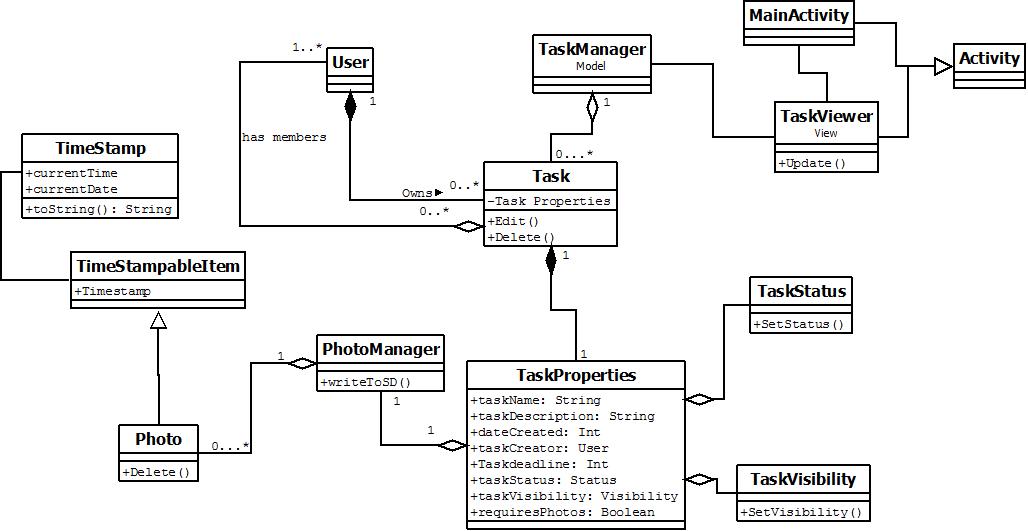 MainActivity
1..*
User
1
TaskManager
Model
1
Activity
TaskViewer
View
+Update()
has members
TimeStamp
+currentTime
+currentDate
+toString(): String
0...*
Task
-Task Properties
+Edit()
+Delete()
Owns
0..*
0..*
1
TimeStampableItem
+Timestamp
TaskStatus
+SetStatus()
PhotoManager
+writeToSD()
1
1
1
1
TaskProperties
+taskName: String
+taskDescription: String
+dateCreated: Int
+taskCreator: User
+Taskdeadline: Int
+taskStatus: Status
+taskVisibility: Visibility
+requiresPhotos: Boolean
Photo
+Delete()
0...*
TaskVisibility
+SetVisibility()